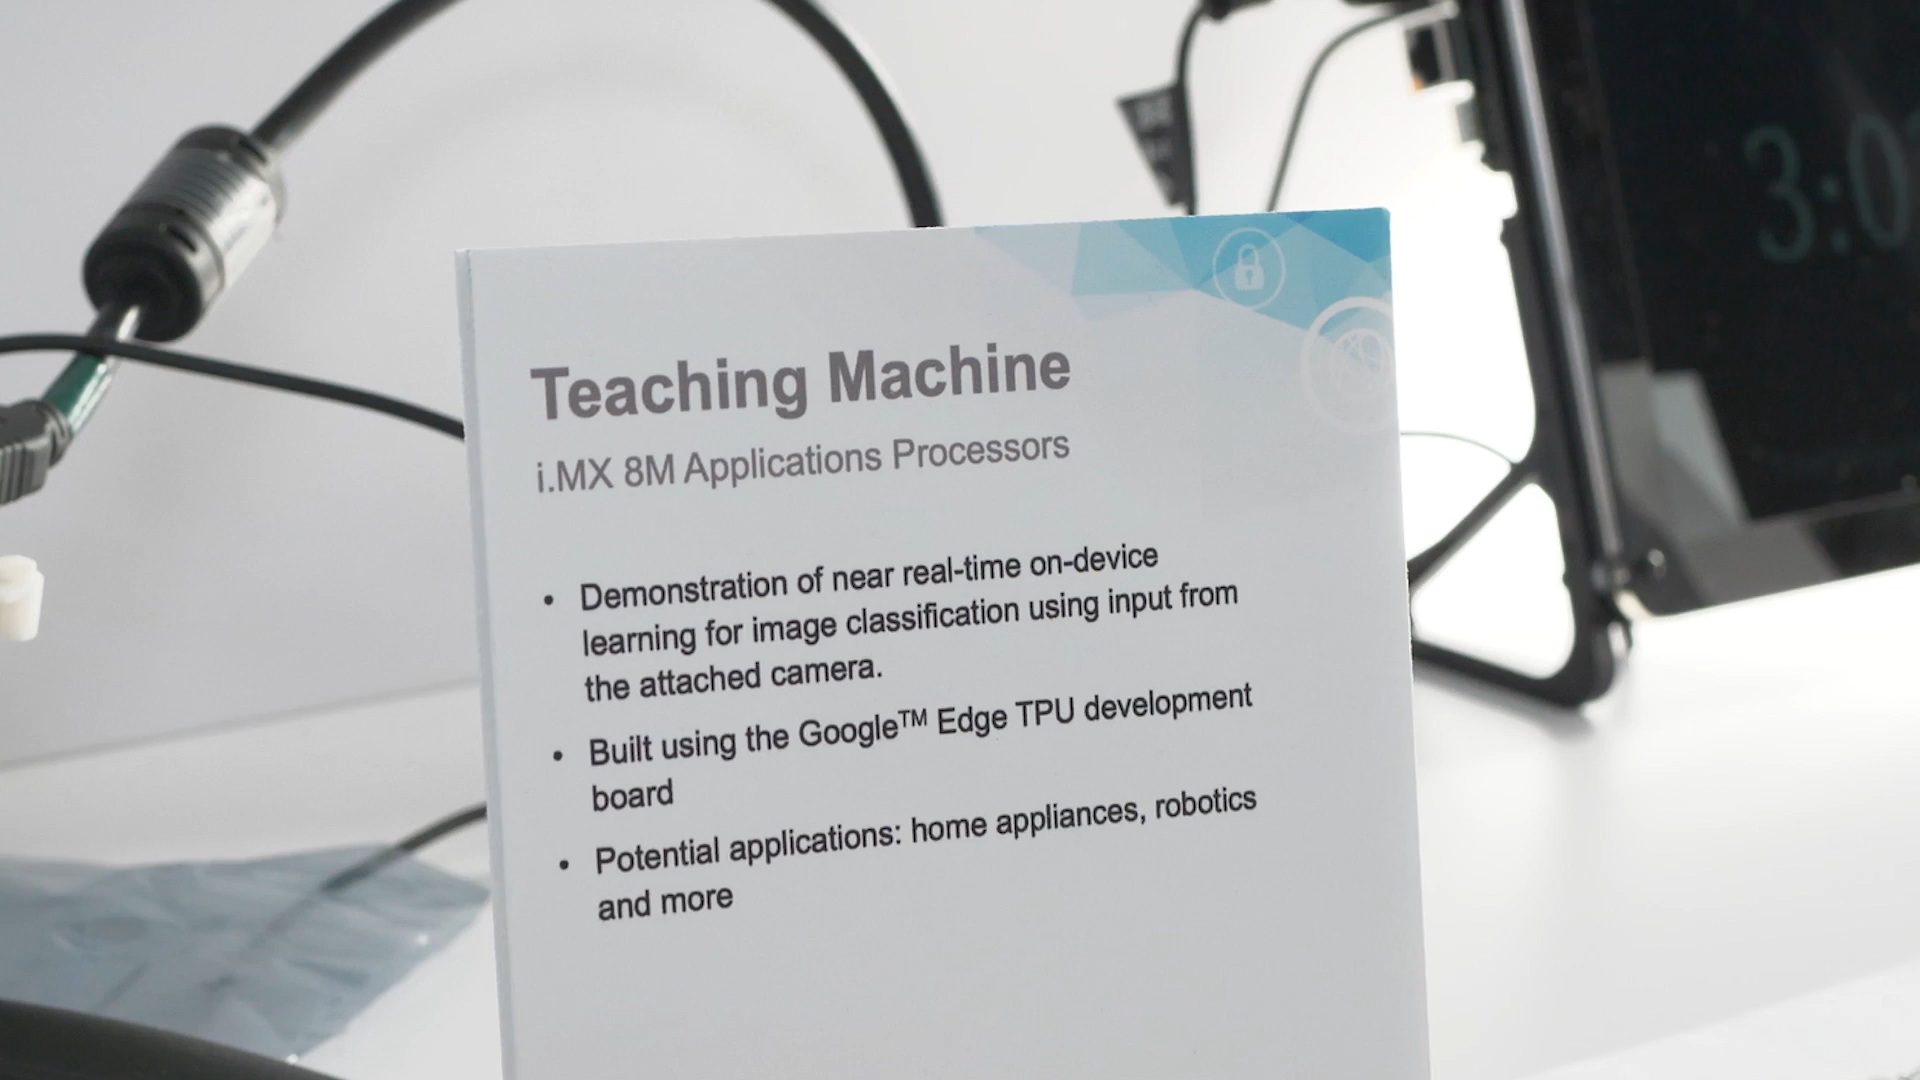 Teaching Machine
i.MX 8M Applications Processors
• Demonstration of near real-time on-device
learning for image classification using input from
the attached camera.
• Built using the Google™ Edge TPU development
board
• Potential applications: home appliances, robotics
and more
3:0